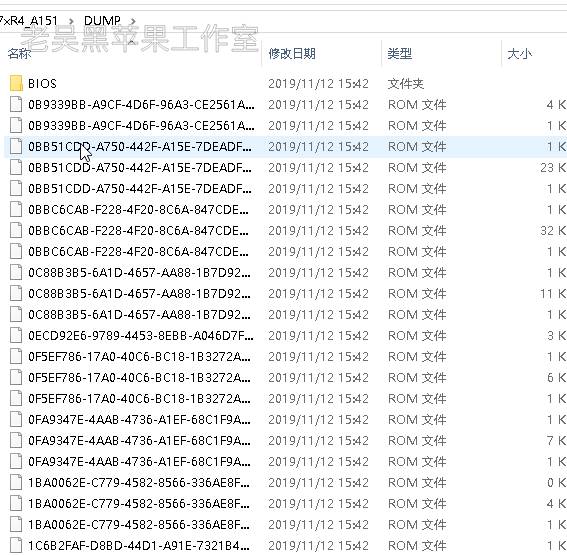 7xR4_A151 > DUMP >
老吴黑苹果工作室
名称 修改日期 类型 大小
BIOS 2019/11/12 15:42 文件夹
0B9339BB-A9CF-4D6F-96A3-CE2561A... 2019/11/12 15:42 ROM 文件 4 K
0B9339BB-A9CF-4D6F-96A3-CE2561A... 2019/11/12 15:42 ROM 文件 1 K
0BB51CDD-A750-442F-A15E-7DEADF... 2019/11/12 15:42 ROM 文件 1 K
0BB51CDD-A750-442F-A15E-7DEADF... 2019/11/12 15:42 ROM 文件 23 K
0BB51CDD-A750-442F-A15E-7DEADF... 2019/11/12 15:42 ROM 文件 1 K
0BBC6CAB-F228-4F20-8C6A-847CDE... 2019/11/12 15:42 ROM 文件 1 K
0BBC6CAB-F228-4F20-8C6A-847CDE... 2019/11/12 15:42 ROM 文件 32 K
0BBC6CAB-F228-4F20-8C6A-847CDE... 2019/11/12 15:42 ROM 文件 1 K
0C88B3B5-6A1D-4657-AA88-1B7D92... 2019/11/12 15:42 ROM 文件 1 K
0C88B3B5-6A1D-4657-AA88-1B7D92... 2019/11/12 15:42 ROM 文件 11 K
0C88B3B5-6A1D-4657-AA88-1B7D92... 2019/11/12 15:42 ROM 文件 1 K
0ECD92E6-9789-4453-8EBB-A046D7F... 2019/11/12 15:42 ROM 文件 3 K
0F5EF786-17A0-40C6-BC18-1B3272A... 2019/11/12 15:42 ROM 文件 1 K
0F5EF786-17A0-40C6-BC18-1B3272A... 2019/11/12 15:42 ROM 文件 6 K
0F5EF786-17A0-40C6-BC18-1B3272A... 2019/11/12 15:42 ROM 文件 1 K
0FA9347E-4AAB-4736-A1EF-68C1F9A... 2019/11/12 15:42 ROM 文件 1 K
0FA9347E-4AAB-4736-A1EF-68C1F9A... 2019/11/12 15:42 ROM 文件 7 K
0FA9347E-4AAB-4736-A1EF-68C1F9A... 2019/11/12 15:42 ROM 文件 1 K
1BA0062E-C779-4582-8566-336AE8F... 2019/11/12 15:42 ROM 文件 0 K
1BA0062E-C779-4582-8566-336AE8F... 2019/11/12 15:42 ROM 文件 4 K
1BA0062E-C779-4582-8566-336AE8F... 2019/11/12 15:42 ROM 文件 1 K
1C6B2FAF-D8BD-44D1-A91E-7321B4... 2019/11/12 15:42 ROM 文件 1 K